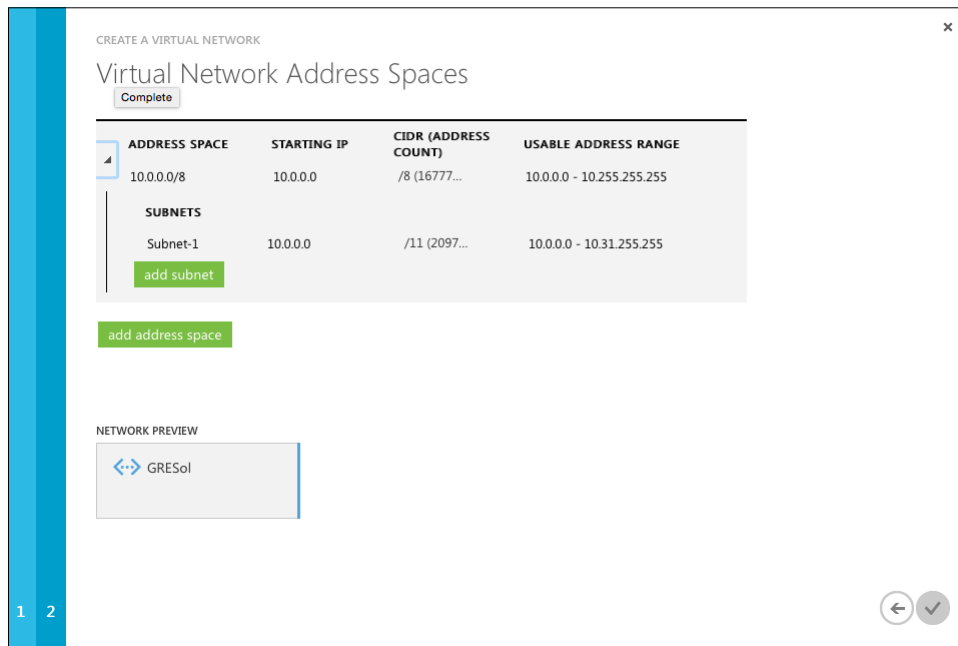 ×
CREATE A VIRTUAL NETWORK
Virtual Network Address Spaces
Complete
ADDRESS SPACE STARTING IP CIDR (ADDRESS COUNT) USABLE ADDRESS RANGE
10.0.0.0/8 10.0.0.0 /8 (16777... 10.0.0.0 - 10.255.255.255
SUBNETS
Subnet-1 10.0.0.0 /11 (2097... 10.0.0.0 - 10.31.255.255
add subnet
add address space
NETWORK PREVIEW
GRESol
1 2